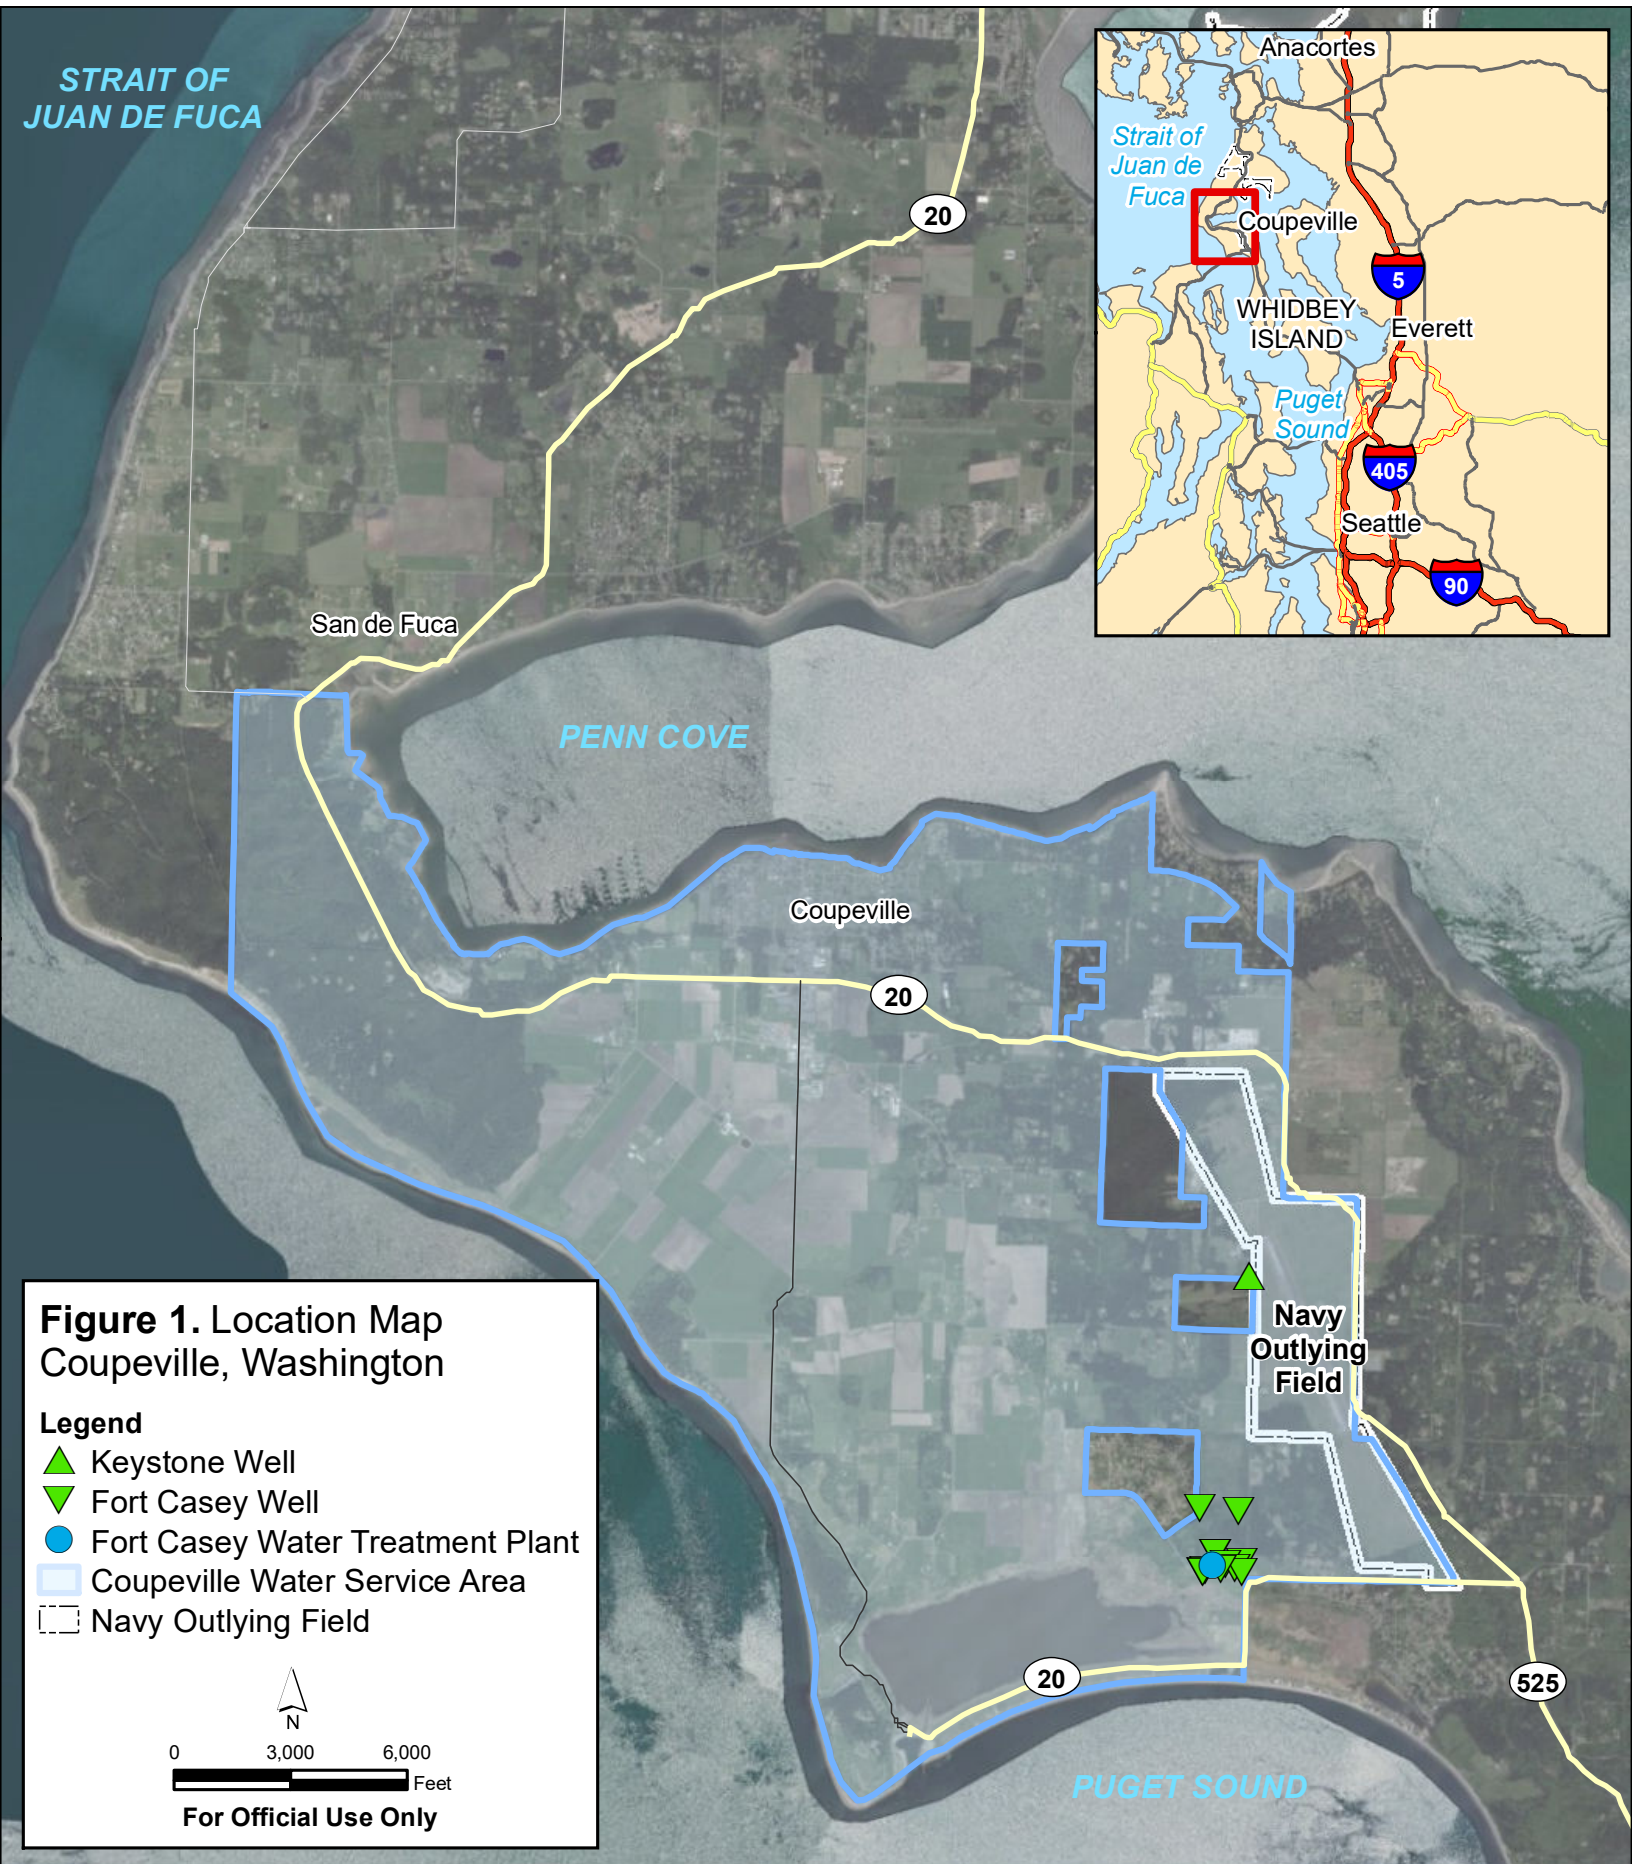 STRAIT OF
JUAN DE FUCA
20
San de Fuca
PENN COVE
Coupeville
20
Navy
Outlying
Field
20
525
PUGET SOUND
Anacortes
Strait of
Juan de
Fuca
Coupeville
5
WHIDBEY
ISLAND
Everett
Puget
Sound
405
Seattle
90
Figure 1. Location Map
Coupeville, Washington
Legend
Keystone Well
Fort Casey Well
Fort Casey Water Treatment Plant
Coupeville Water Service Area
Navy Outlying Field
N
0 3,000 6,000
Feet
For Official Use Only